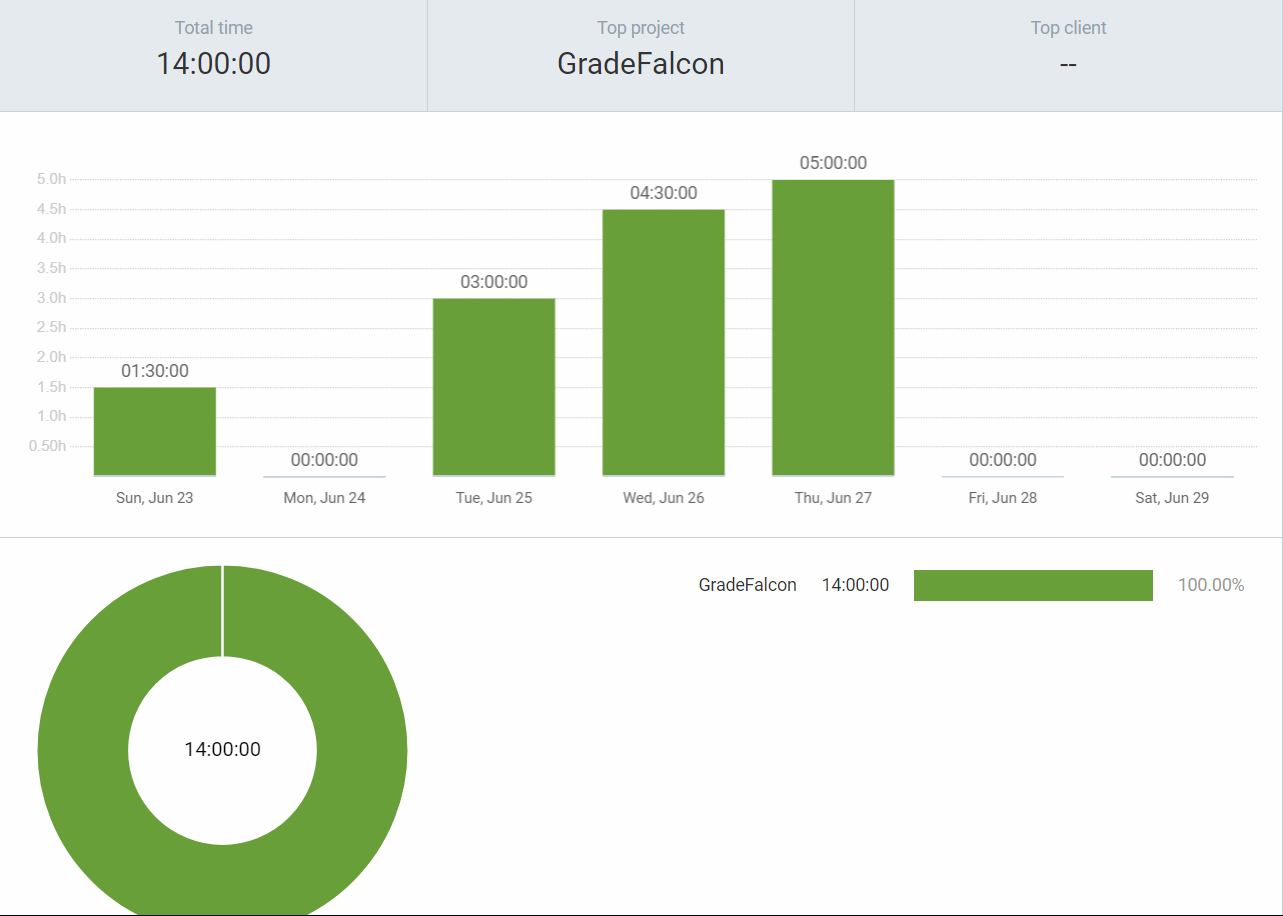 Total time
Top project
Top client
14:00:00
GradeFalcon
--
05:00:00
5.0h
04:30:00
4.5h
4.0h
3.5h
03:00:00
3.0h
2.5h
01:30:00
2.0h
1.5h
1.0h
0.50h
00:00:00
00:00:00
00:00:00
Sun, Jun 23
Mon, Jun 24
Tue, Jun 25
Wed, Jun 26
Thu, Jun 27
Fri, Jun 28
Sat, Jun 29
GradeFalcon 14:00:00 100.00%
14:00:00